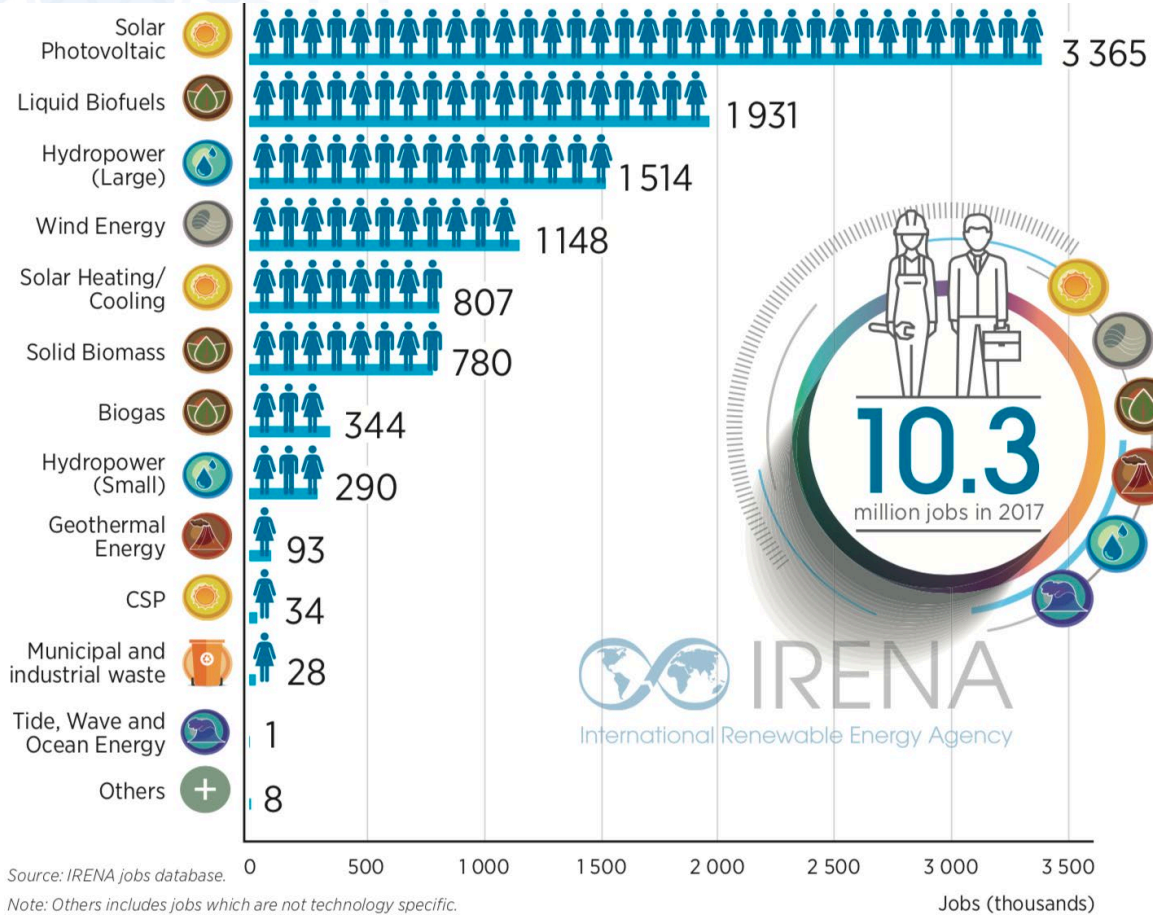 Solar
Photovoltaic
3 365
Liquid Biofuels
1 931
Hydropower
(Large)
1 514
Wind Energy
1 148
Solar Heating/
Cooling
807
Solid Biomass
780
Biogas
344
Hydropower
(Small)
290
Geothermal
Energy
93
CSP
34
Municipal and
industrial waste
28
Tide, Wave and
Ocean Energy
1
Others
8
10.3
million jobs in 2017
IRENA
International Renewable Energy Agency
0 500 1 000 1 500 2 000 2 500 3 000 3 500
Jobs (thousands)
Source: IRENA jobs database.
Note: Others includes jobs which are not technology specific.